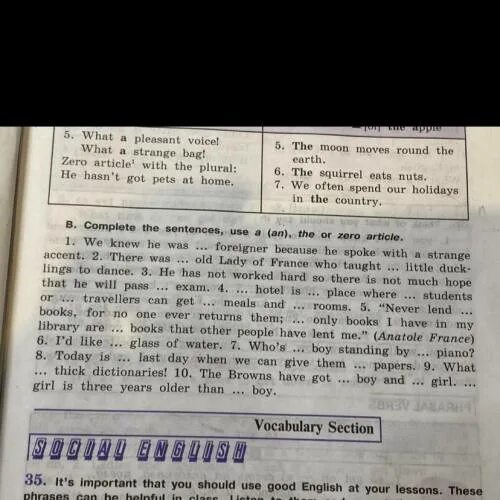 [of] the apple
5. What a pleasant voice!
What a strange bag!
Zero article¹ with the plural:
He hasn't got pets at home.
5. The moon moves round the
earth.
6. The squirrel eats nuts.
7. We often spend our holidays
in the country.
B. Complete the sentences, use a (an), the or zero article.
1. We knew he was ... foreigner because he spoke with a strange
accent. 2. There was ... old Lady of France who taught ... little duck-
lings to dance. 3. He has not worked hard so there is not much hope
that he will pass ... exam. 4. ... hotel is ... place where ... students
or ... travellers can get ... meals and ... rooms. 5. "Never lend ...
books, for no one ever returns them; ... only books I have in my
library are ... books that other people have lent me." (Anatole France)
6. I'd like ... glass of water. 7. Who's ... boy standing by ... piano?
8. Today is ... last day when we can give them ... papers. 9. What
... thick dictionaries! 10. The Browns have got ... boy and ... girl. ...
girl is three years older than ... boy.
Vocabulary Section
SOCIAL ENGLISH
35. It's important that you should use good English at your lessons. These
phrases can be helpful in class. Listen to